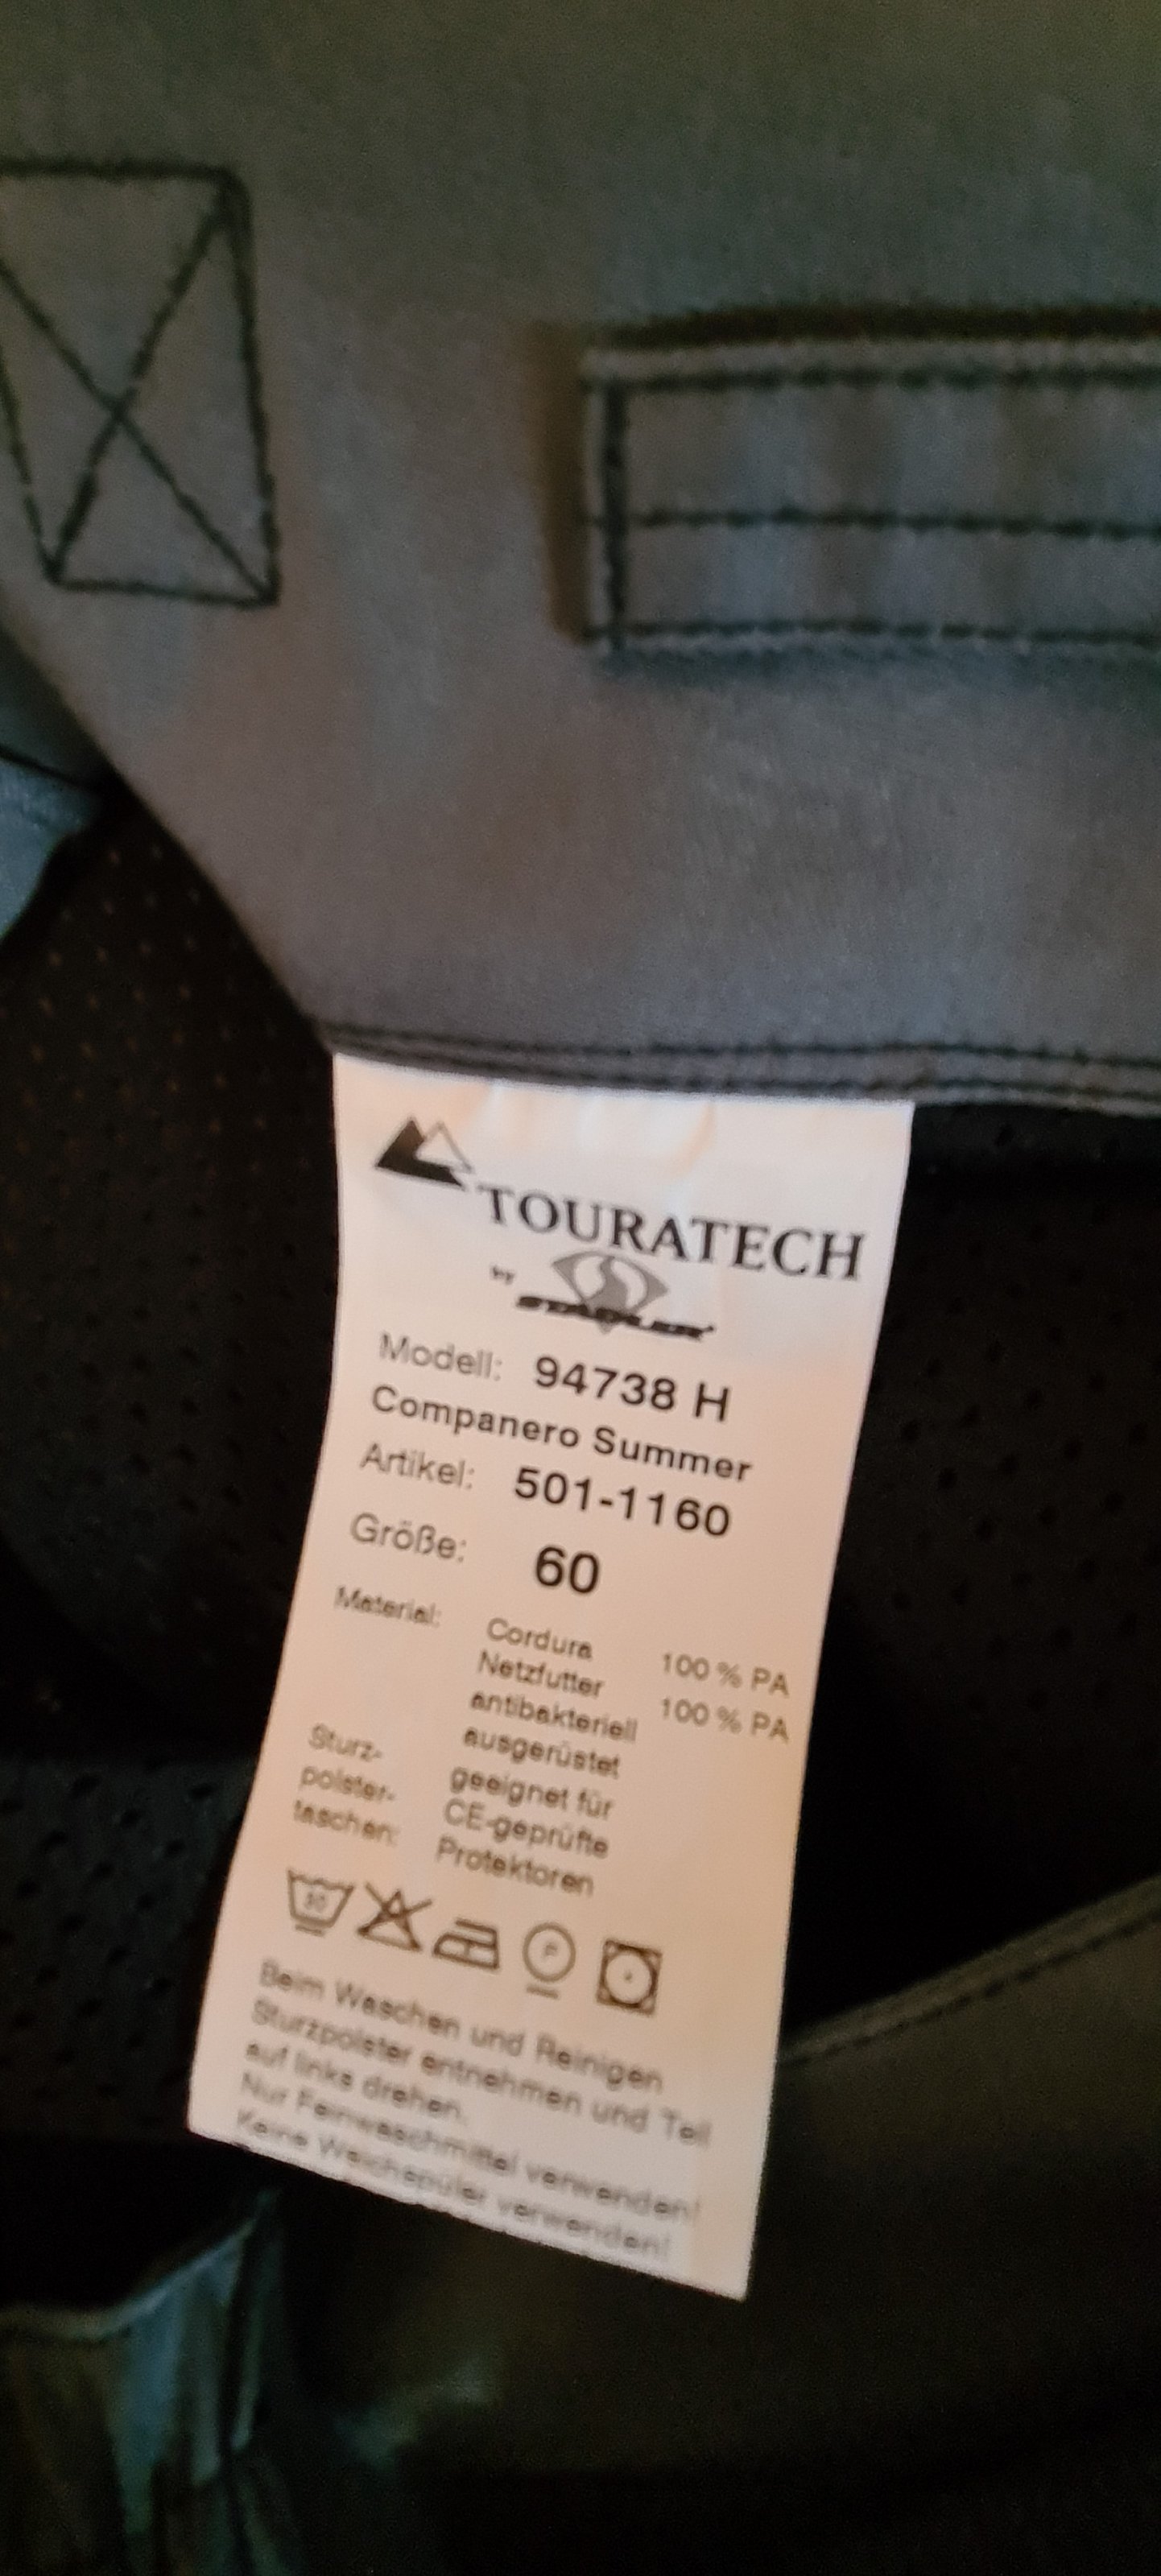 TOURATECH
by STADLER
Modell: 94738 H
Companero Summer
Artikel: 501-1160
Größe: 60
Material: Cordura 100 % PA
Netzfutter 100 % PA
antibakteriell
ausgerüstet
Sturz- geeignet für
polster- CE-geprüfte
taschen: Protektoren
30 P
Beim Waschen und Reinigen
Sturzpolster entnehmen und Teil
auf links drehen.
Nur Feinwaschmittel verwenden!
Keine Weichspüler verwenden!